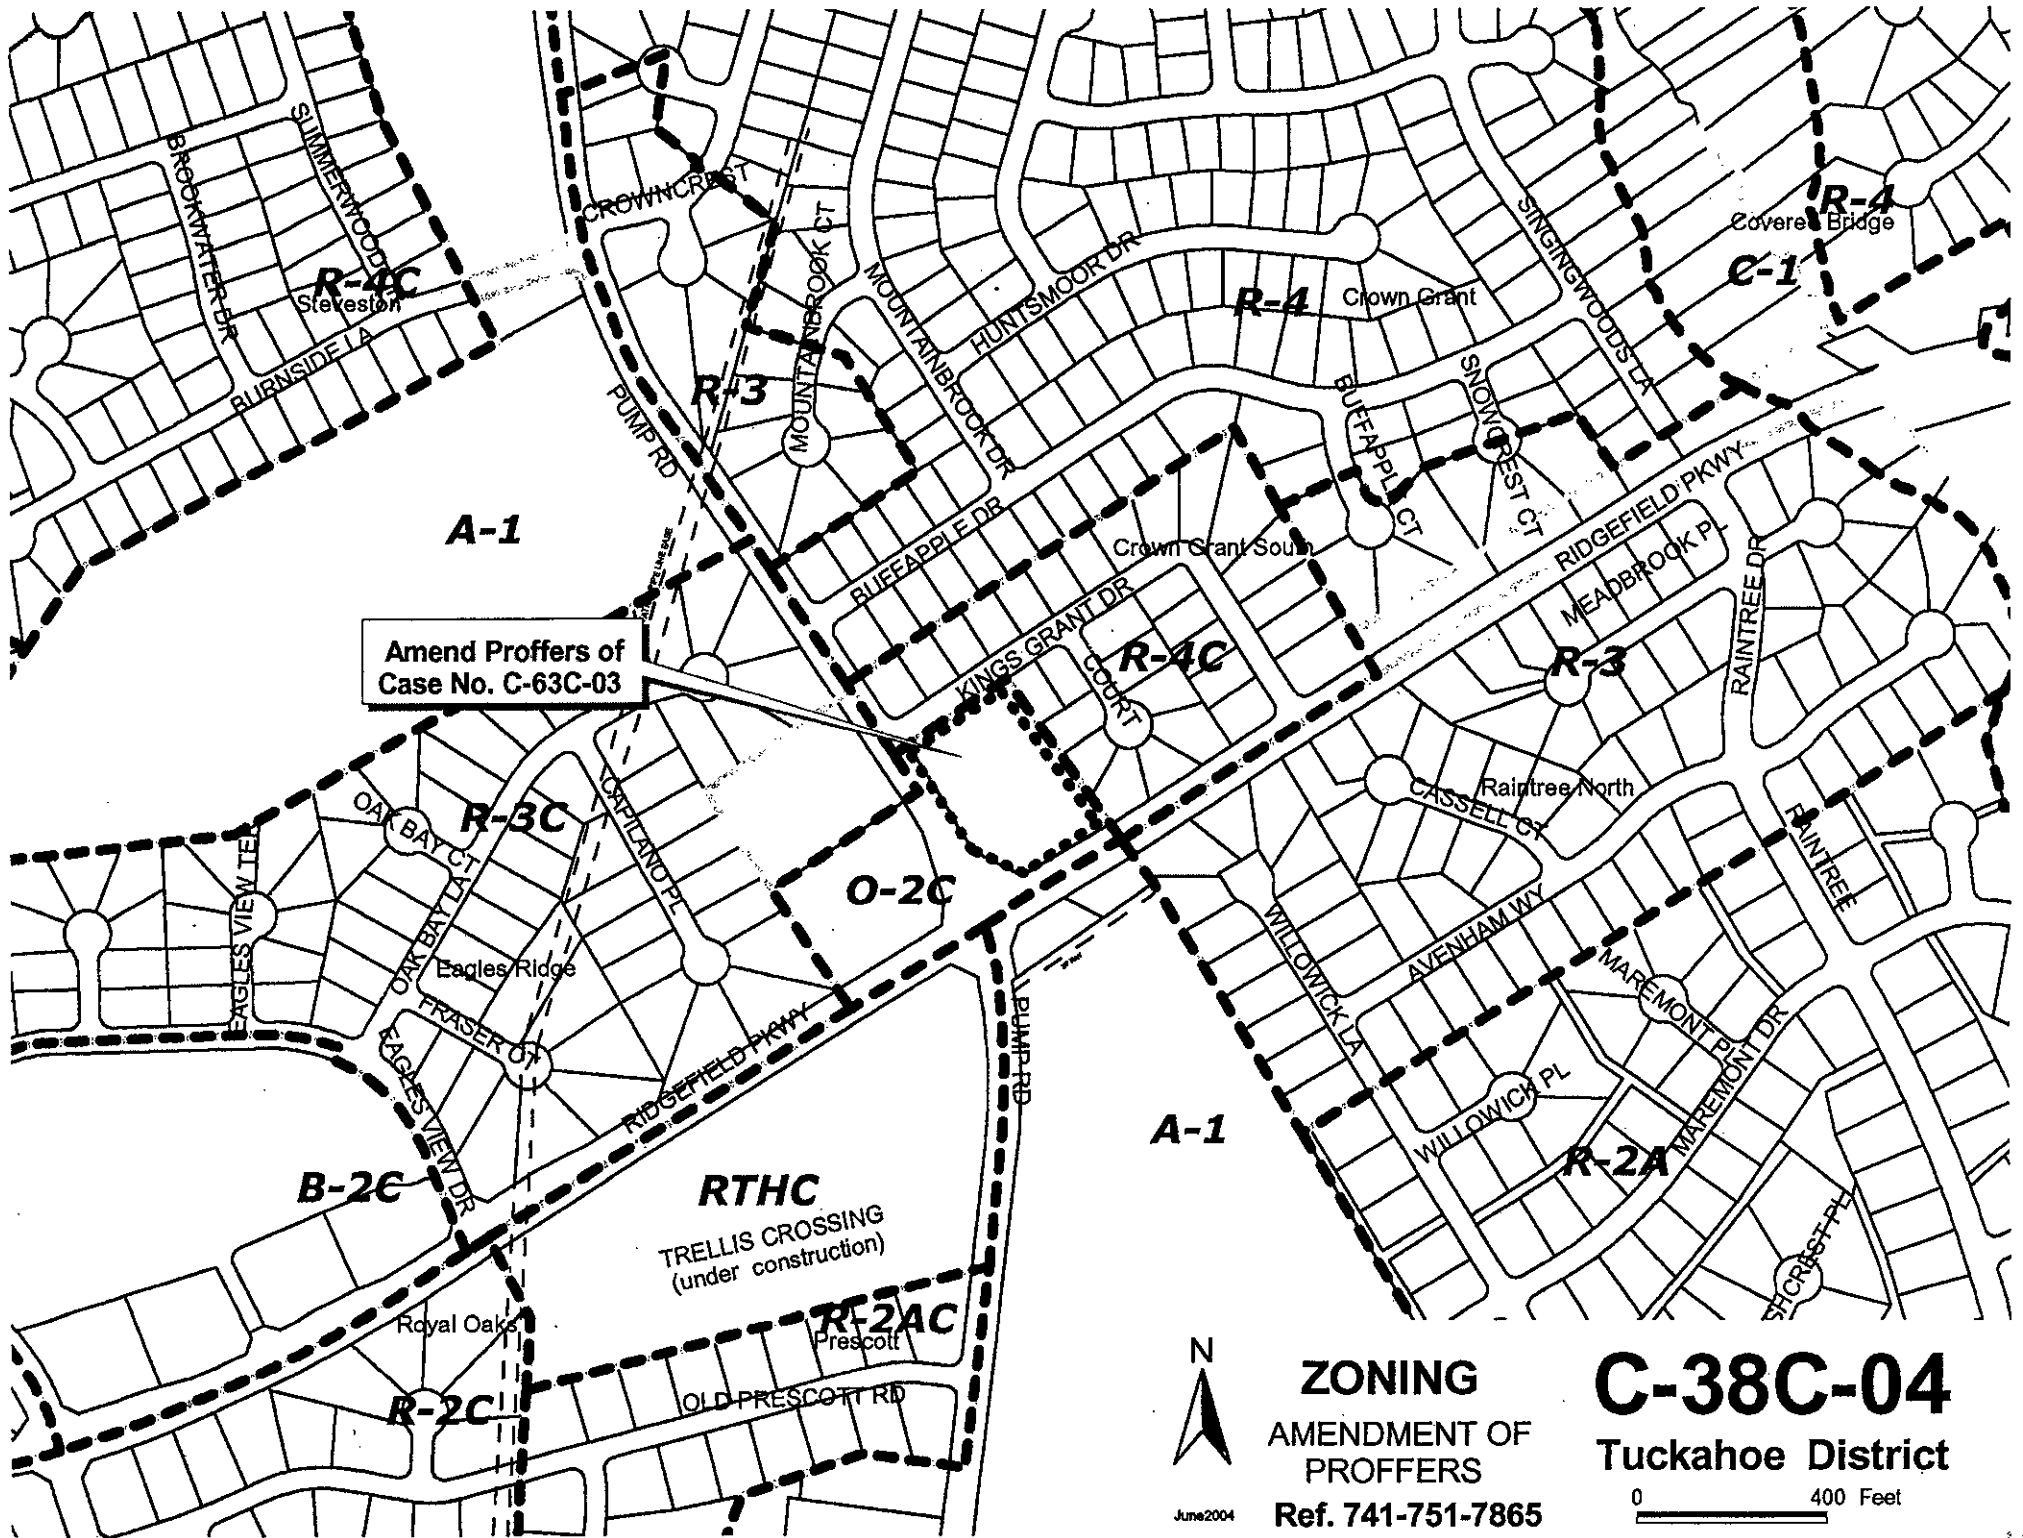 SUMMERWOOD
BROOKWATER DR
R-4C
Steveston
BURNSIDE LA
CROWNCREST
MOUNTAINBROOK CT
MOUNTAINBROOK DR
HUNTSMOOR DR
R-4
Crown Grant
SINGINGWOODS LA
R-4
Covered Bridge
C-1
R-3
PUMP RD
A-1
BUFFAPPLE DR
BUFFAPPLE CT
SNOWCREST CT
Crown Grant South
KINGS GRANT DR
COURT
R-4C
RIDGEFIELD PKWY
MEADBROOK PL
RAINTREE DR
R-3
Amend Proffers of
Case No. C-63C-03
OAK BAY CT
R-3C
CAPILANO PL
EAGLES VIEW TER
OAK BAY LA
Eagles Ridge
FRASER CT
EAGLES VIEW DR
O-2C
RIDGEFIELD PKWY
PUMP RD
Raintree North
CASSELL CT
RAINTREE
AVENHAM WY
WILLOWICK LA
MAREMONT PL
MAREMONT DR
WILLOWICK PL
R-2A
A-1
B-2C
RTHC
TRELLIS CROSSING
(under construction)
R-2AC
Prescott
Royal Oaks
R-2C
OLD PRESCOTT RD
SHCREST PL
N
ZONING
AMENDMENT OF
PROFFERS
June2004
Ref. 741-751-7865
C-38C-04
Tuckahoe District
0 400 Feet